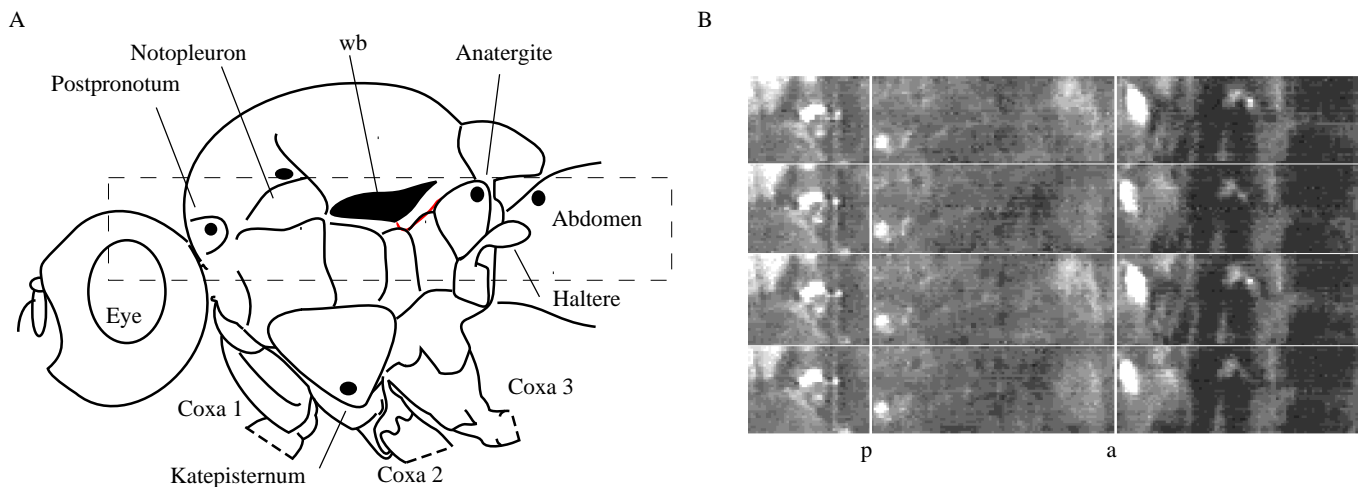 A
B
Notopleuron
wb
Anatergite
Postpronotum
Abdomen
Eye
Haltere
Coxa 1
Coxa 3
Katepisternum
Coxa 2
p
a